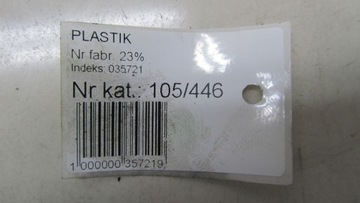 PLASTIK
Nr fabr. 23%
Indeks: 035721
Nr kat.: 105/446
1 000000 357219